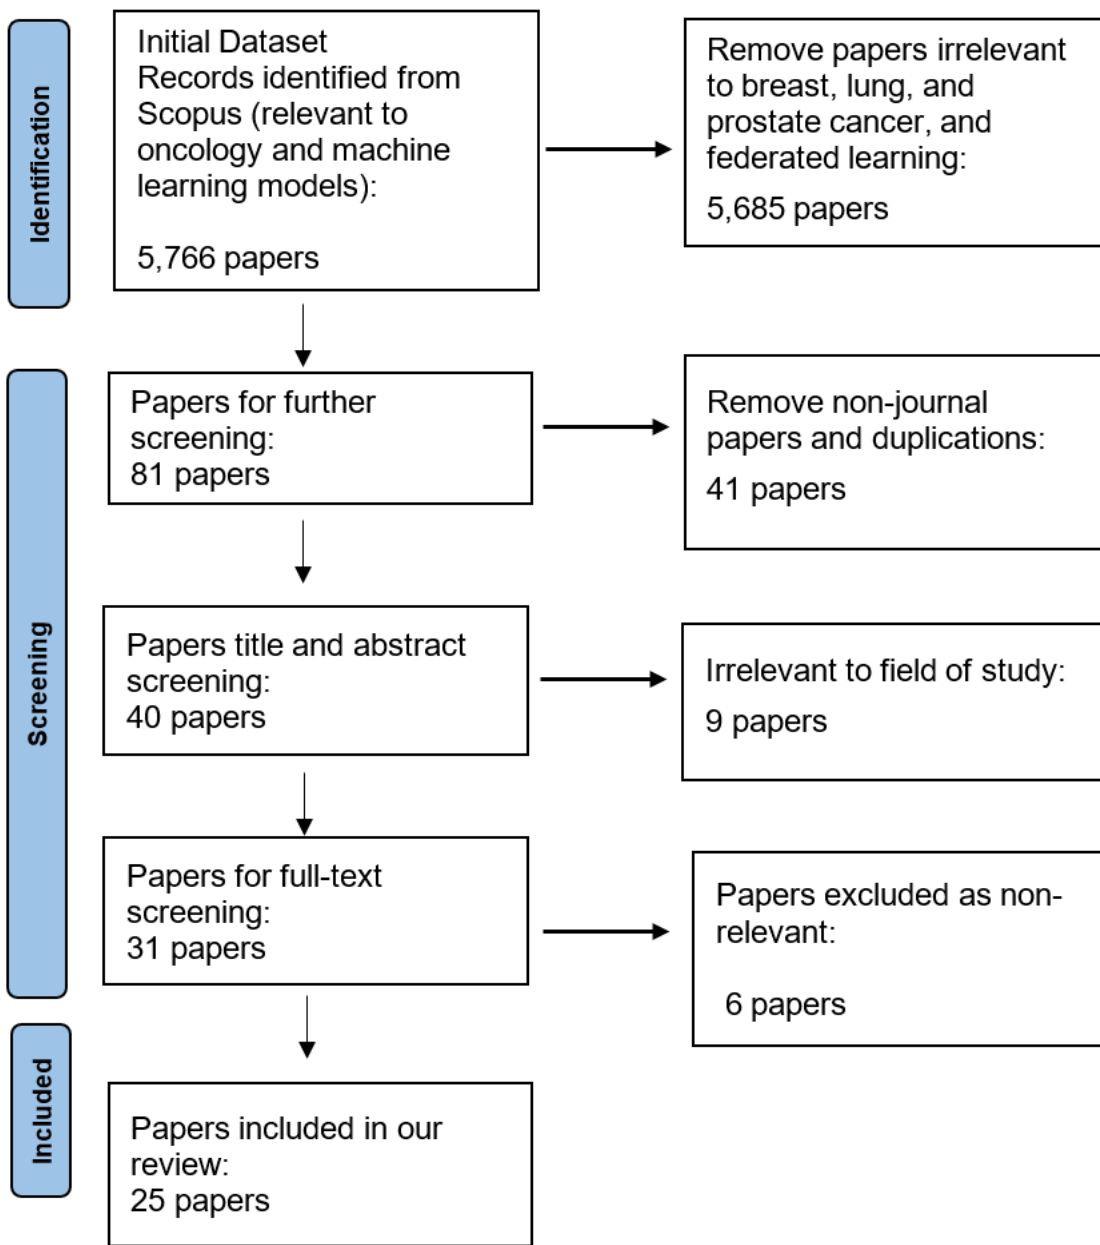 Identification
Initial Dataset
Records identified from
Scopus (relevant to
oncology and machine
learning models):
5,766 papers
Remove papers irrelevant
to breast, lung, and
prostate cancer, and
federated learning:
5,685 papers
Screening
Papers for further
screening:
81 papers
Remove non-journal
papers and duplications:
41 papers
Papers title and abstract
screening:
40 papers
Irrelevant to field of study:
9 papers
Papers for full-text
screening:
31 papers
Papers excluded as non-
relevant:
6 papers
Included
Papers included in our
review:
25 papers